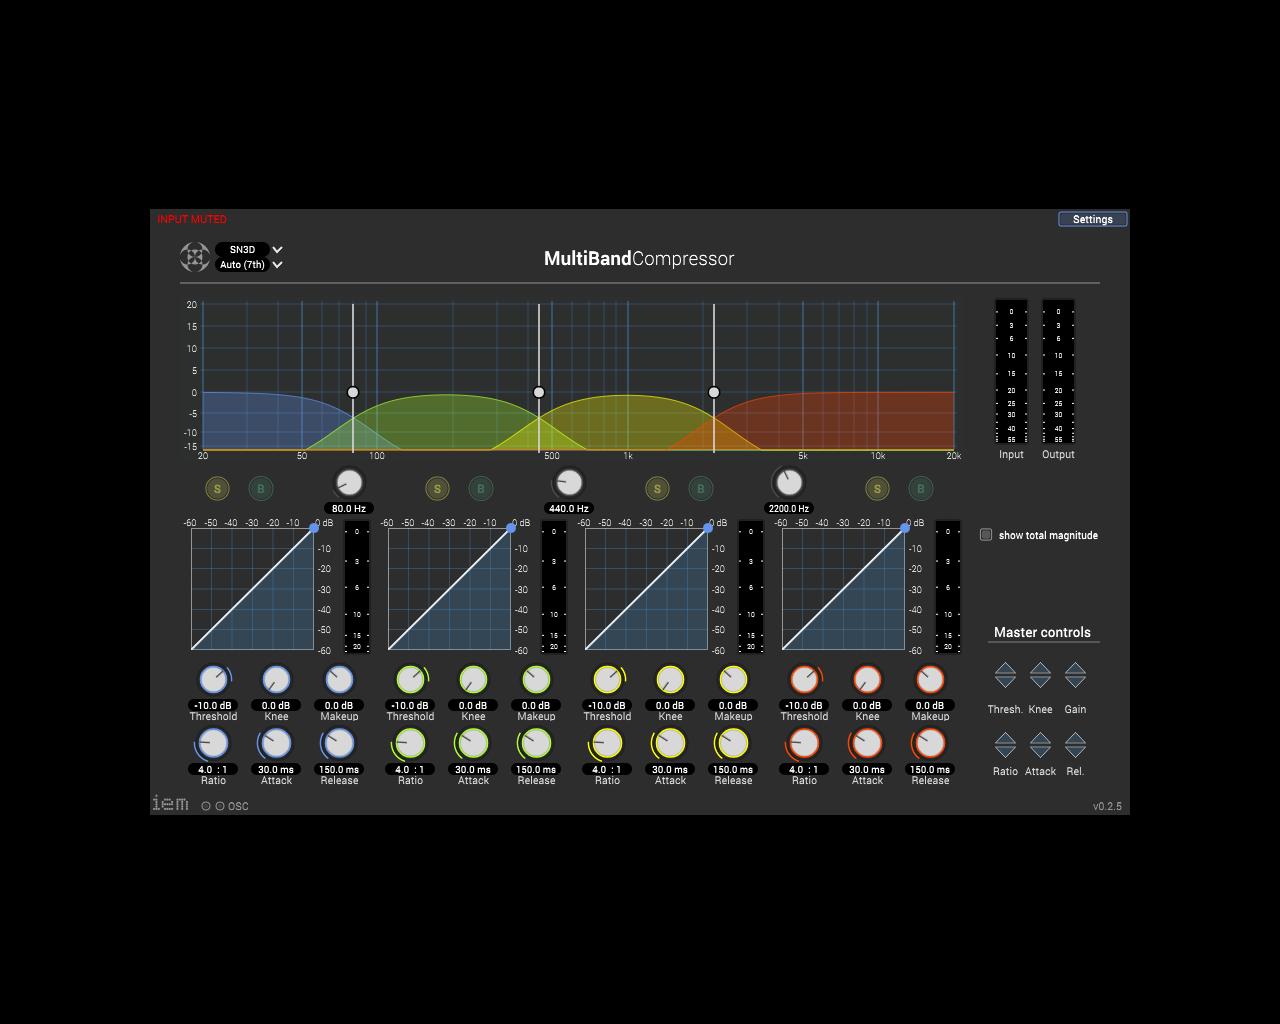 INPUT MUTED
Settings
SN3D
Auto (7th)
MultiBandCompressor
20
15
10
5
0
-5
-10
-15
20 50 100 500 1k 5k 10k 20k
0 0
3 3
6 6
10 10
15 15
20 20
25 25
30 30
40 40
55 55
Input Output
S B S B S B S B
80.0 Hz 440.0 Hz 2200.0 Hz
-60 -50 -40 -30 -20 -10 0 dB -60 -50 -40 -30 -20 -10 0 dB -60 -50 -40 -30 -20 -10 0 dB -60 -50 -40 -30 -20 -10 0 dB
-10 -10 -10 -10
-20 -20 -20 -20
-30 -30 -30 -30
-40 -40 -40 -40
-50 -50 -50 -50
-60 -60 -60 -60
0 0 0 0
3 3 3 3
6 6 6 6
10 10 10 10
15 15 15 15
20 20 20 20
show total magnitude
Master controls
-10.0 dB 0.0 dB 0.0 dB -10.0 dB 0.0 dB 0.0 dB -10.0 dB 0.0 dB 0.0 dB -10.0 dB 0.0 dB 0.0 dB
Threshold Knee Makeup Threshold Knee Makeup Threshold Knee Makeup Threshold Knee Makeup
Thresh. Knee Gain
4.0 : 1 30.0 ms 150.0 ms 4.0 : 1 30.0 ms 150.0 ms 4.0 : 1 30.0 ms 150.0 ms 4.0 : 1 30.0 ms 150.0 ms
Ratio Attack Release Ratio Attack Release Ratio Attack Release Ratio Attack Release
Ratio Attack Rel.
iem OSC
v0.2.5